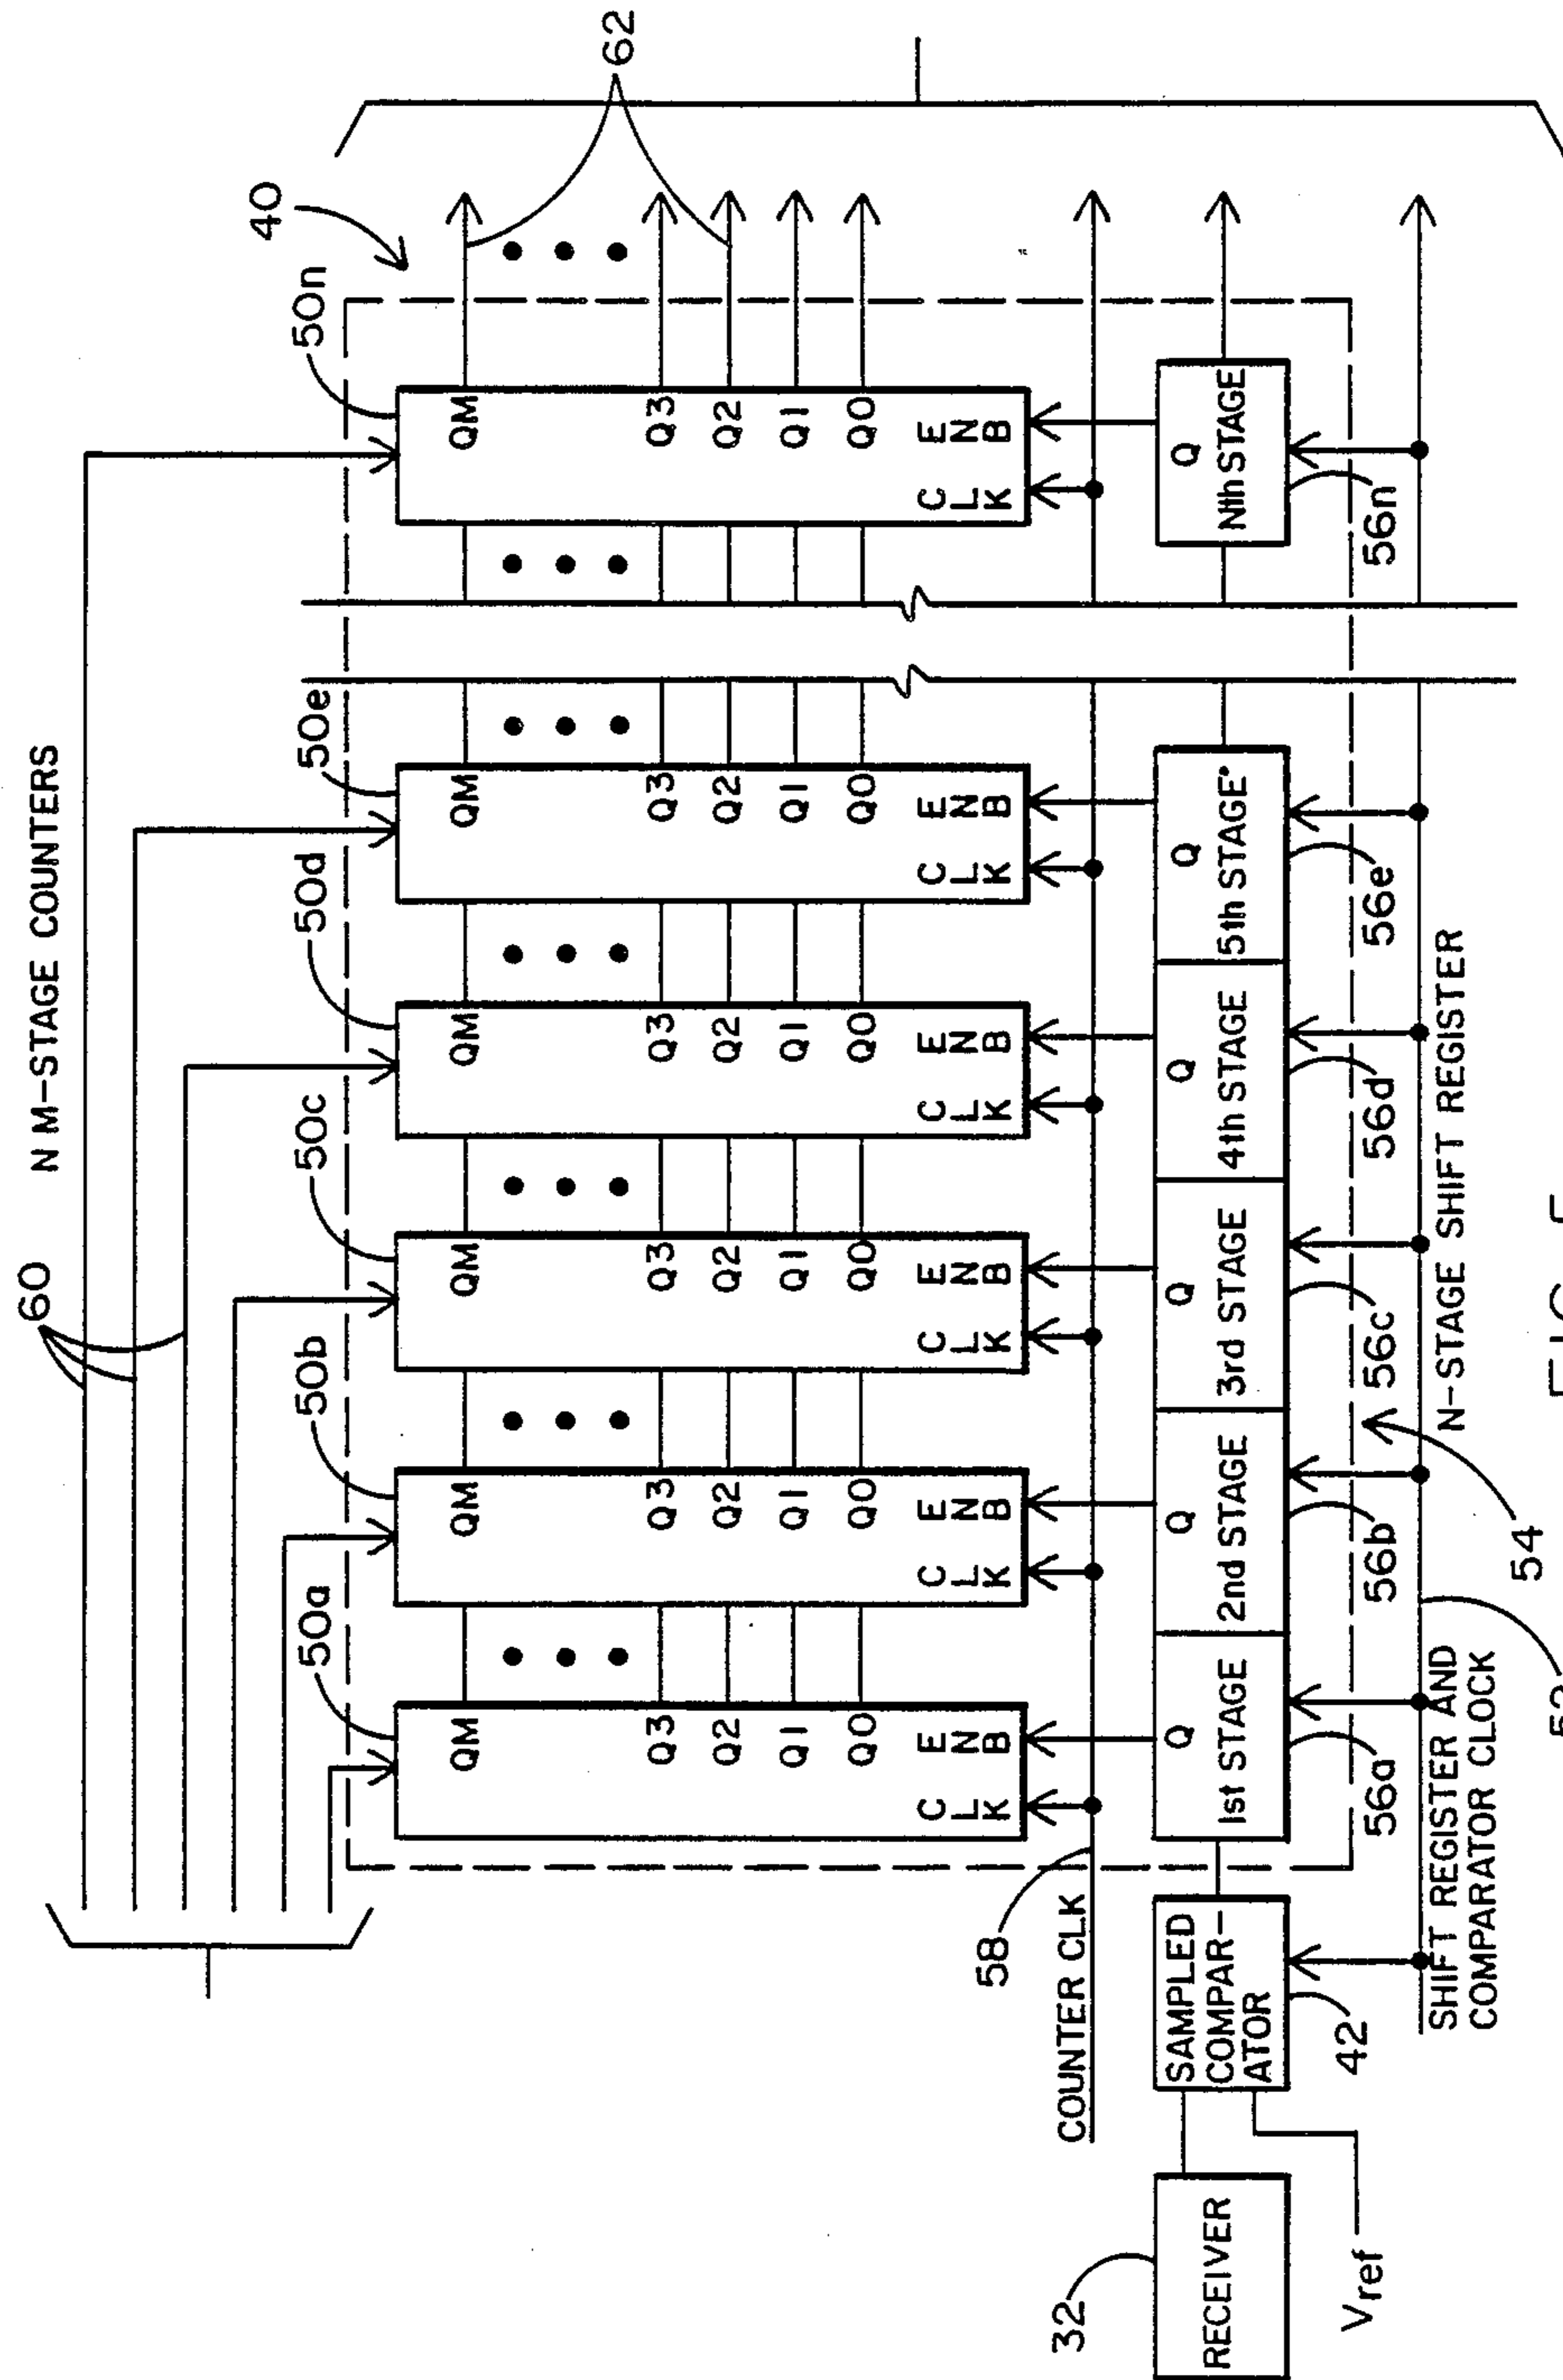 60
N M-STAGE COUNTERS
50a
50b
50c
50d
50e
50n
40
62
QM
QM
QM
QM
QM
QM
Q3
Q3
Q3
Q3
Q3
Q3
Q2
Q2
Q2
Q2
Q2
Q2
Q1
Q1
Q1
Q1
Q1
Q1
Q0
Q0
Q0
Q0
Q0
Q0
CLK ENB
CLK ENB
CLK ENB
CLK ENB
CLK ENB
CLK ENB
58
COUNTER CLK
32
RECEIVER
Vref
SAMPLED
COMPAR-
ATOR
42
Q
1st STAGE
Q
2nd STAGE
Q
3rd STAGE
Q
4th STAGE
Q
5th STAGE
Q
Nth STAGE
56a
56b
56c
56d
56e
56n
54
SHIFT REGISTER AND
COMPARATOR CLOCK
N-STAGE SHIFT REGISTER